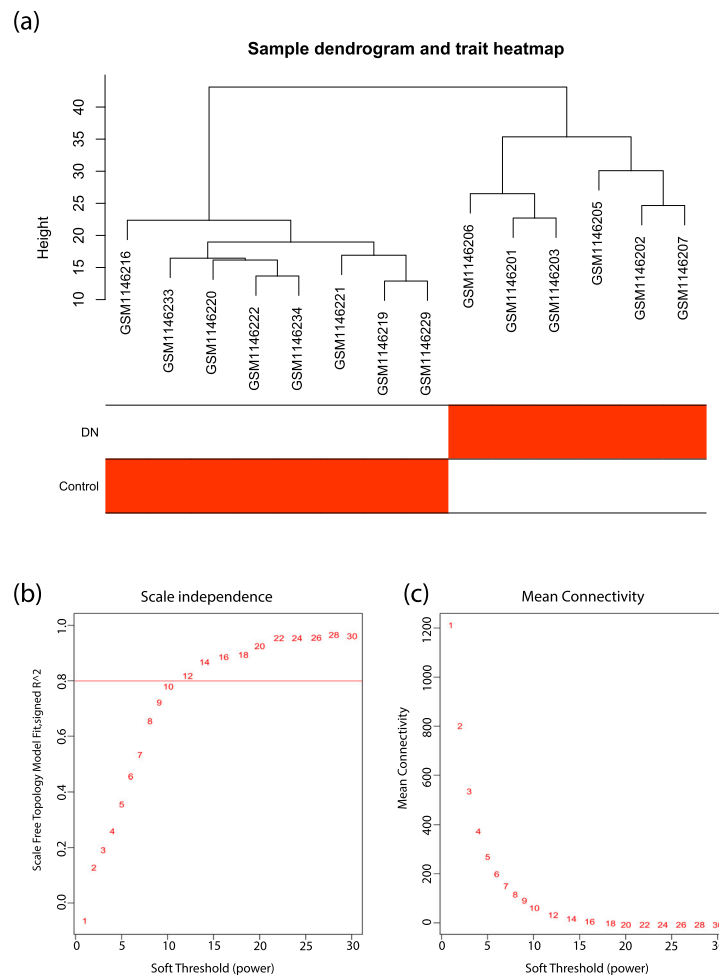 (a)
Sample dendrogram and trait heatmap
Height
40
35
30
25
20
15
10
GSM1146216
GSM1146233
GSM1146220
GSM1146222
GSM1146234
GSM1146221
GSM1146219
GSM1146229
GSM1146206
GSM1146201
GSM1146203
GSM1146205
GSM1146202
GSM1146207
DN
Control
(b)
Scale independence
Scale Free Topology Model Fit,signed R^2
1.0
0.8
0.6
0.4
0.2
0.0
1
2
3
4
5
6
7
8
9
10
12
14
16
18
20
22
24
26
28
30
0
5
10
15
20
25
30
Soft Threshold (power)
(c)
Mean Connectivity
Mean Connectivity
1200
1000
800
600
400
200
0
1
2
3
4
5
6
7
8
9
10
12
14
16
18
20
22
24
26
28
30
0
5
10
15
20
25
30
Soft Threshold (power)